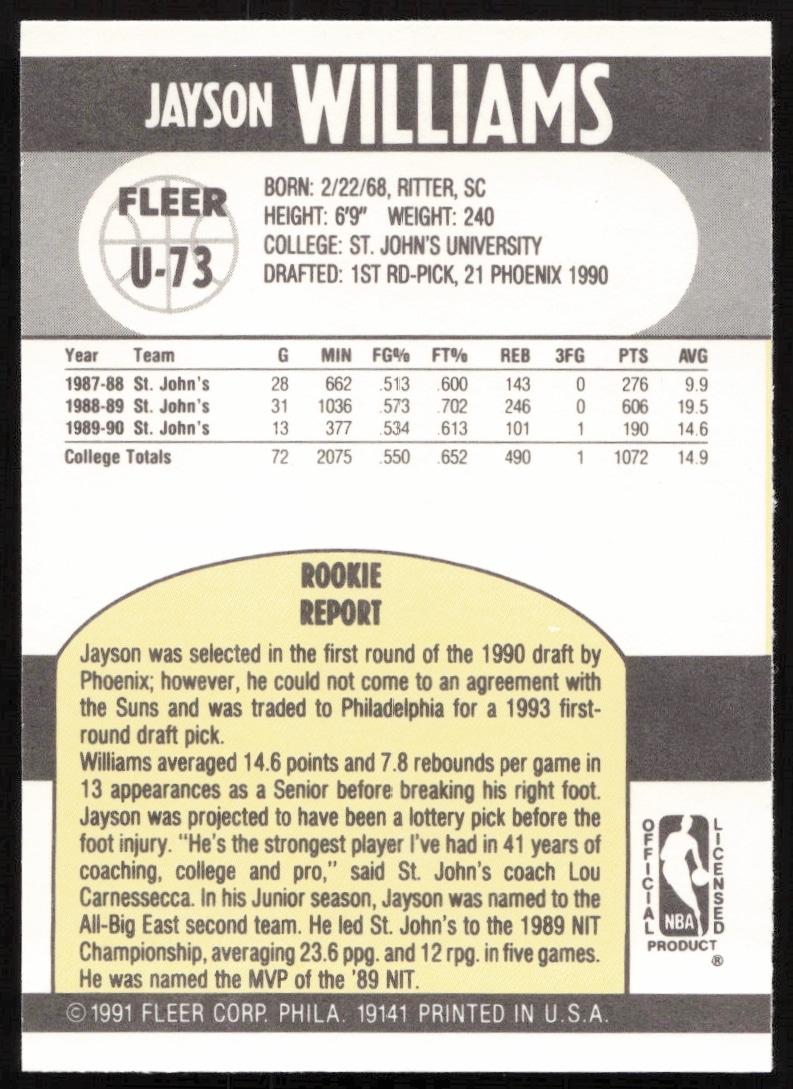 JAYSON WILLIAMS
FLEER
U-73
BORN: 2/22/68, RITTER, SC
HEIGHT: 6'9" WEIGHT: 240
COLLEGE: ST. JOHN'S UNIVERSITY
DRAFTED: 1ST RD-PICK, 21 PHOENIX 1990
Year Team G MIN FG% FT% REB 3FG PTS AVG
1987-88 St. John's 28 662 .513 .600 143 0 276 9.9
1988-89 St. John's 31 1036 .573 .702 246 0 606 19.5
1989-90 St. John's 13 377 .534 .613 101 1 190 14.6
College Totals 72 2075 .550 .652 490 1 1072 14.9
ROOKIE
REPORT
Jayson was selected in the first round of the 1990 draft by
Phoenix; however, he could not come to an agreement with
the Suns and was traded to Philadelphia for a 1993 first-
round draft pick.
Williams averaged 14.6 points and 7.8 rebounds per game in
13 appearances as a Senior before breaking his right foot.
Jayson was projected to have been a lottery pick before the
foot injury. "He's the strongest player I've had in 41 years of
coaching, college and pro," said St. John's coach Lou
Carnessecca. In his Junior season, Jayson was named to the
All-Big East second team. He led St. John's to the 1989 NIT
Championship, averaging 23.6 ppg. and 12 rpg. in five games.
He was named the MVP of the '89 NIT.
OFFICIAL
LICENSED
NBA
PRODUCT
®
© 1991 FLEER CORP. PHILA. 19141 PRINTED IN U.S.A.